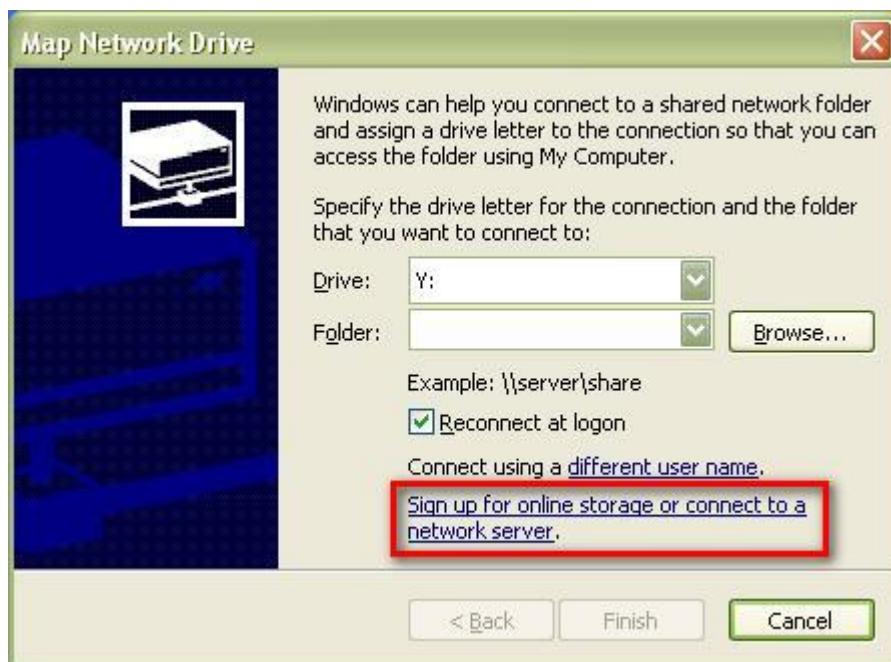 Map Network Drive
Windows can help you connect to a shared network folder
and assign a drive letter to the connection so that you can
access the folder using My Computer.
Specify the drive letter for the connection and the folder
that you want to connect to:
Drive: Y:
Folder: Browse...
Example: \\server\share
Reconnect at logon
Connect using a different user name.
Sign up for online storage or connect to a
network server.
< Back Finish Cancel